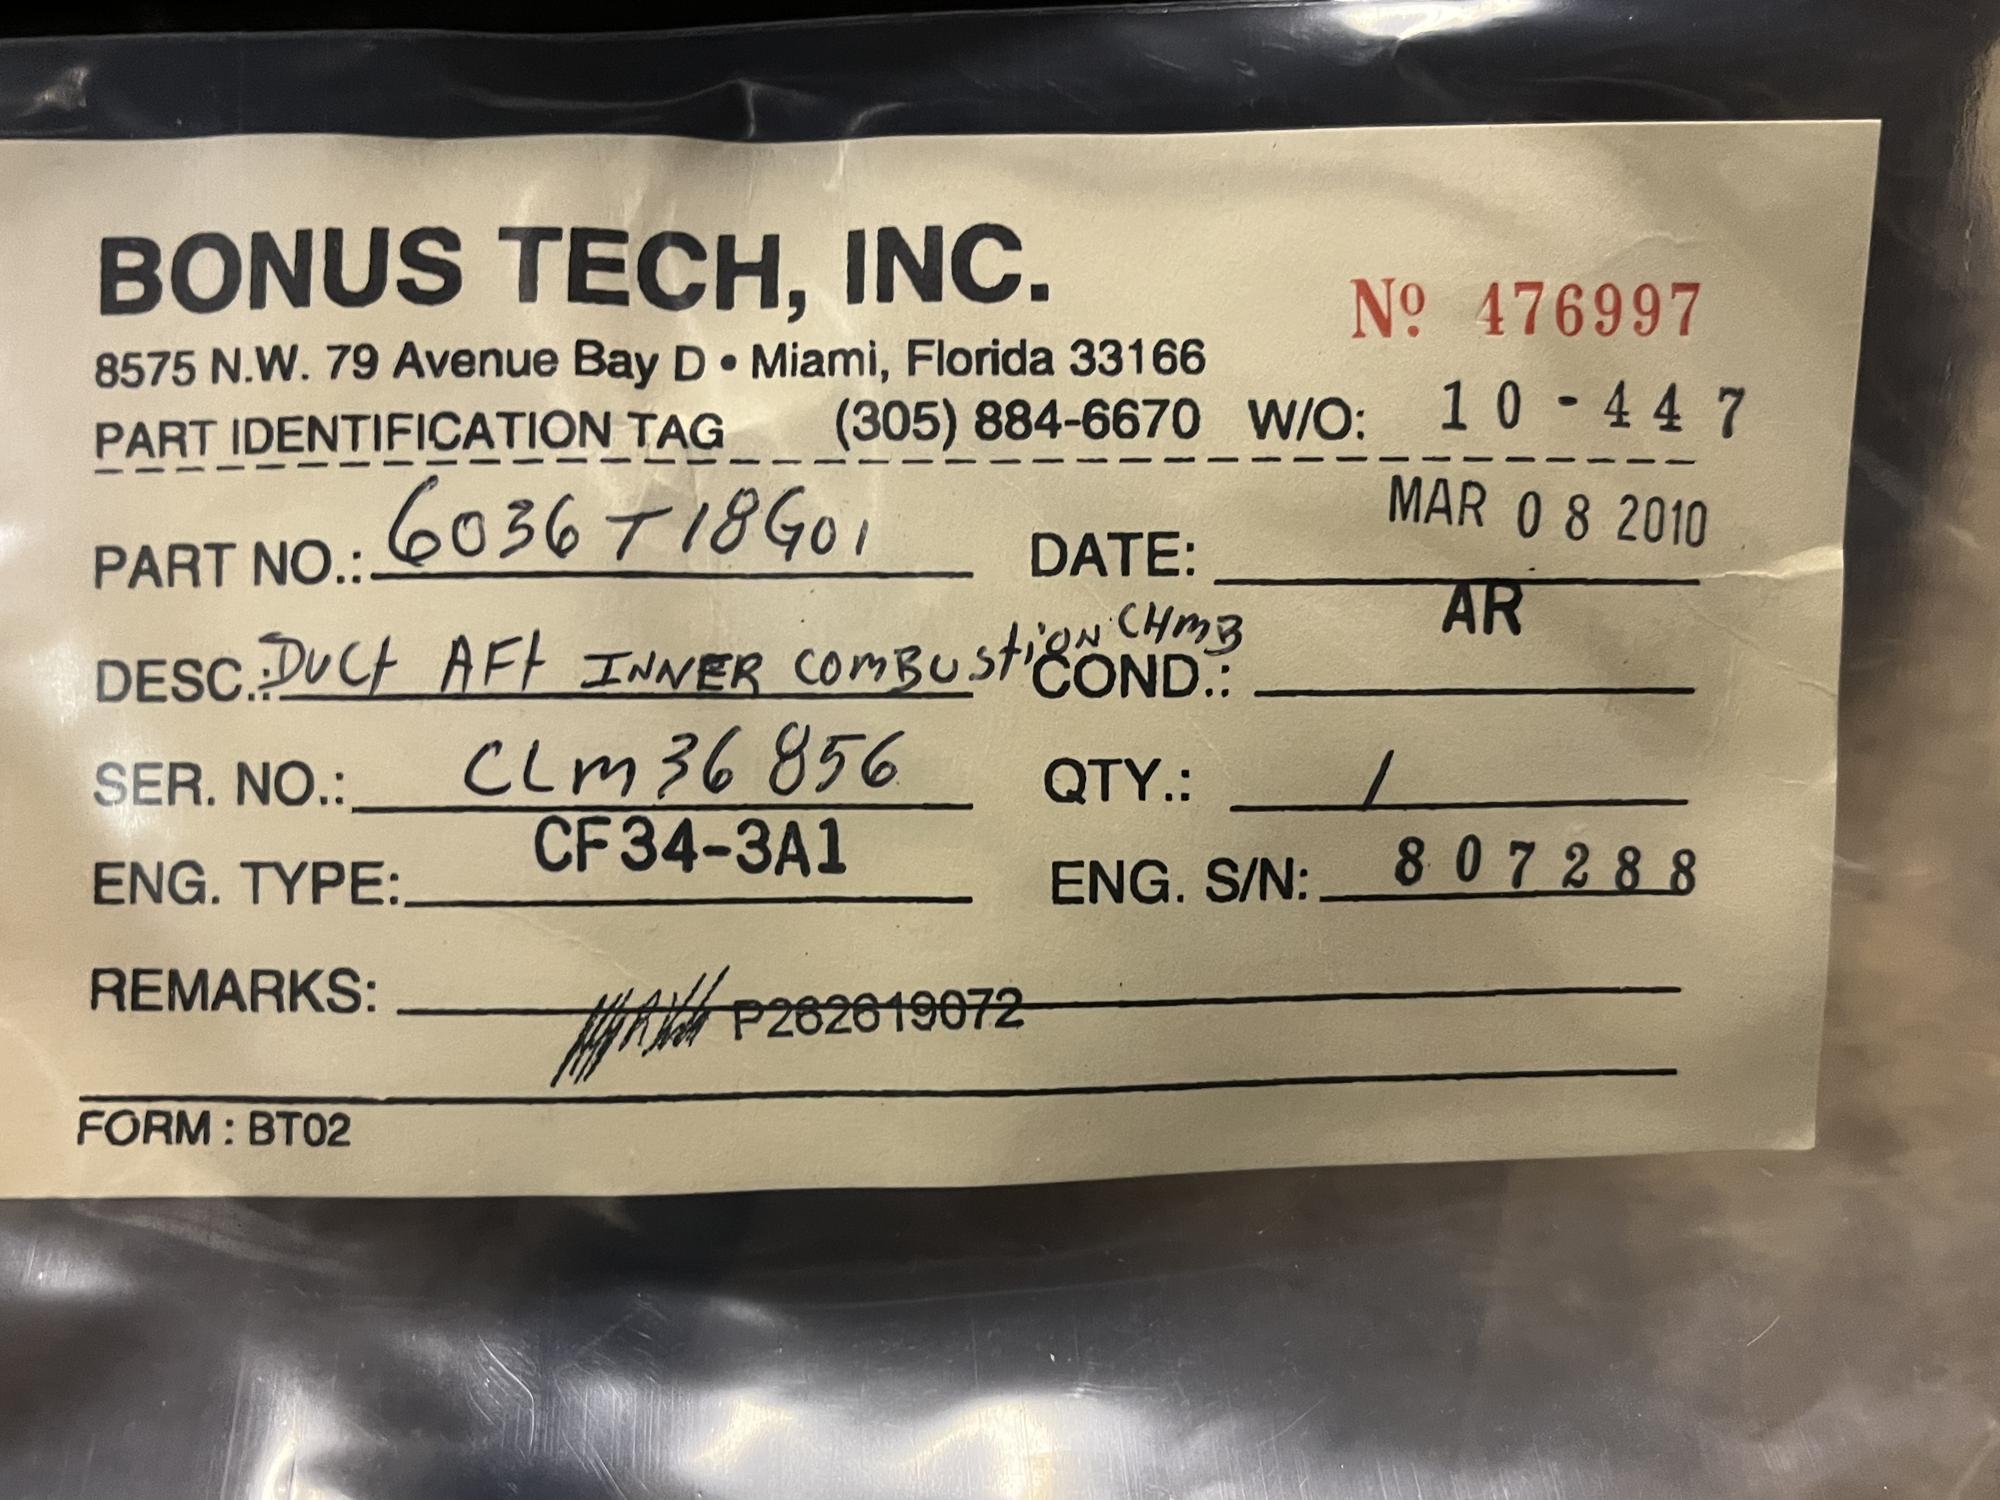 BONUS TECH, INC.
8575 N.W. 79 Avenue Bay D • Miami, Florida 33166
Nº 476997
PART IDENTIFICATION TAG (305) 884-6670 W/O: 10-447
PART NO.: 6036T18G01 DATE: MAR 08 2010
DESC.: Duct AFt INNER COMBUStiON CHmB COND.: AR
SER. NO.: CLm36856 QTY.: 1
ENG. TYPE: CF34-3A1 ENG. S/N: 807288
REMARKS: P262619072
FORM : BT02